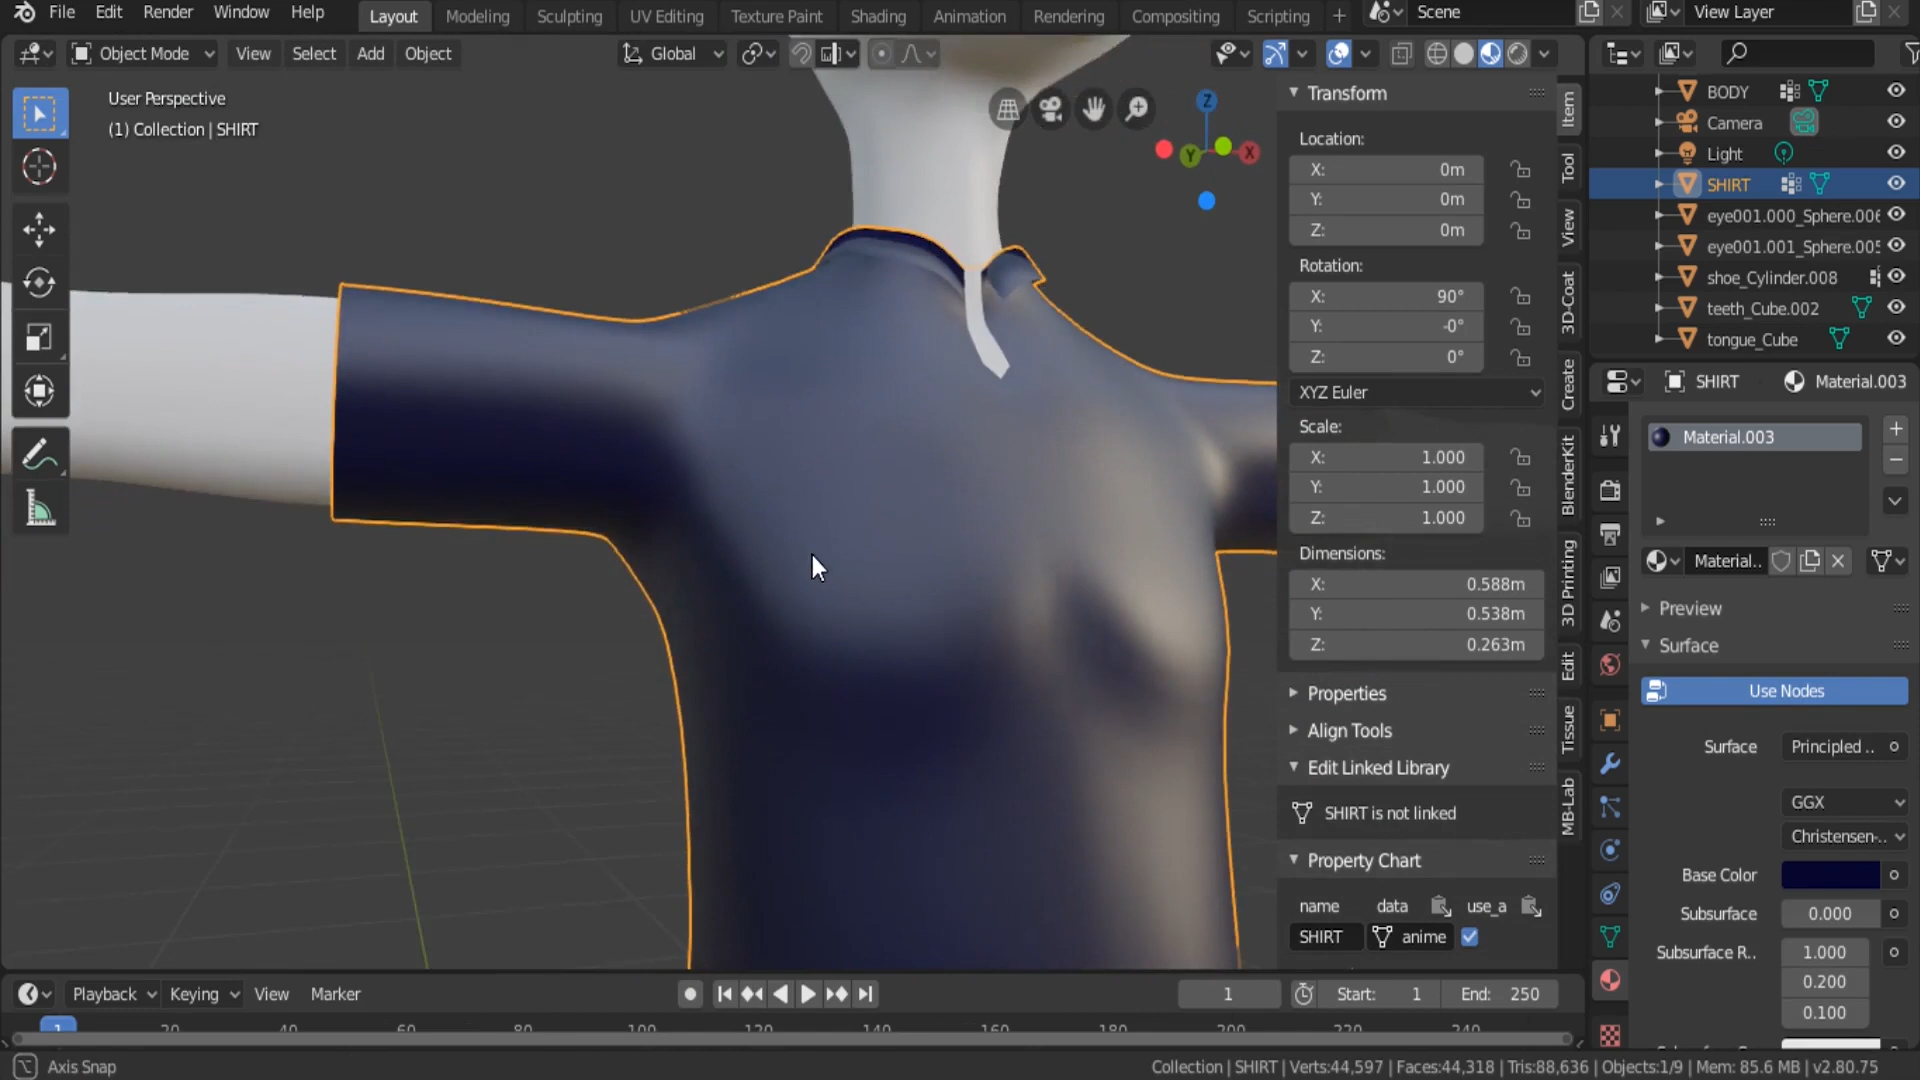 File Edit Render Window Help Layout Modeling Sculpting UV Editing Texture Paint Shading Animation Rendering Compositing Scripting + Scene View Layer
Object Mode View Select Add Object Global
User Perspective
(1) Collection | SHIRT
Z
Y
X
Transform
Location:
X: 0m
Y: 0m
Z: 0m
Rotation:
X: 90°
Y: -0°
Z: 0°
XYZ Euler
Scale:
X: 1.000
Y: 1.000
Z: 1.000
Dimensions:
X: 0.588m
Y: 0.538m
Z: 0.263m
Properties
Align Tools
Edit Linked Library
SHIRT is not linked
Property Chart
name data use_a
SHIRT anime
Item
Tool
View
3D-Coat
Create
BlenderKit
3D Printing
Edit
Tissue
MB-Lab
BODY
Camera
Light
SHIRT
eye001.000_Sphere.006
eye001.001_Sphere.005
shoe_Cylinder.008
teeth_Cube.002
tongue_Cube
SHIRT Material.003
Material.003
Material..
Preview
Surface
Use Nodes
Surface Principled ..
GGX
Christensen-..
Base Color
Subsurface 0.000
Subsurface R.. 1.000
0.200
0.100
Playback Keying View Marker 1 Start: 1 End: 250
1 20 40 60 80 100 120 140 160 180 200 220 240
Axis Snap
Collection | SHIRT | Verts:44,597 | Faces:44,318 | Tris:88,636 | Objects:1/9 | Mem: 85.6 MB | v2.80.75